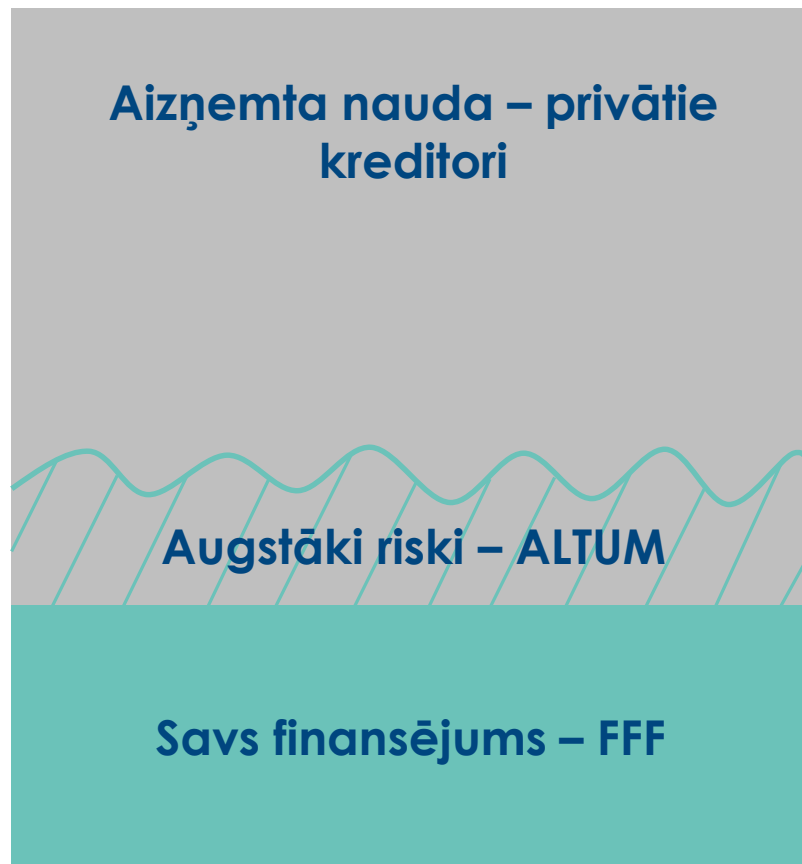 Aizņemta nauda – privātie
kreditori
Augstāki riski – ALTUM
Savs finansējums – FFF